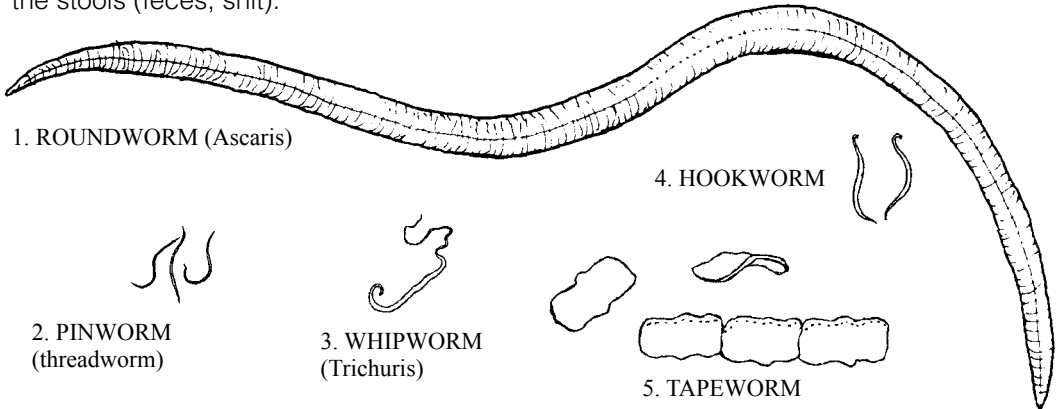 the stools (feces, shit).
1. ROUNDWORM (Ascaris)
4. HOOKWORM
2. PINWORM
(threadworm)
3. WHIPWORM
(Trichuris)
5. TAPEWORM